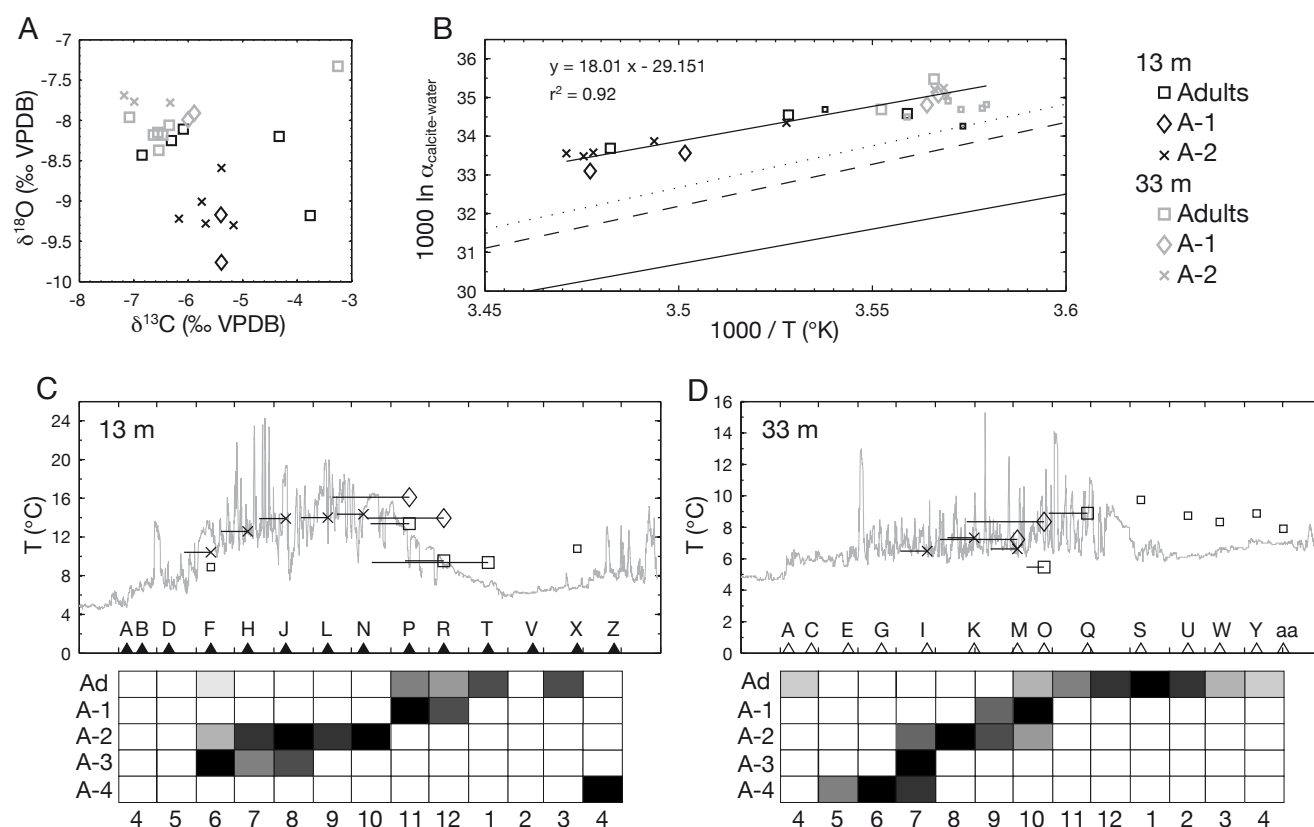 A
-7
-7.5
-8
-8.5
-9
-9.5
-10
-8
-7
-6
-5
-4
-3
δ18O (‰ VPDB)
δ13C (‰ VPDB)
B
y = 18.01 x - 29.151
r2 = 0.92
36
35
34
33
32
31
30
3.45
3.5
3.55
3.6
1000 ln αcalcite-water
1000 / T (°K)
13 m
Adults
A-1
A-2
33 m
Adults
A-1
A-2
C
13 m
24
20
16
12
8
4
0
T (°C)
A B D F H J L N P R T V X Z
Ad
A-1
A-2
A-3
A-4
4 5 6 7 8 9 10 11 12 1 2 3 4
D
33 m
16
14
12
10
8
6
4
2
0
T (°C)
A C E G I K M O Q S U W Y aa
Ad
A-1
A-2
A-3
A-4
4 5 6 7 8 9 10 11 12 1 2 3 4